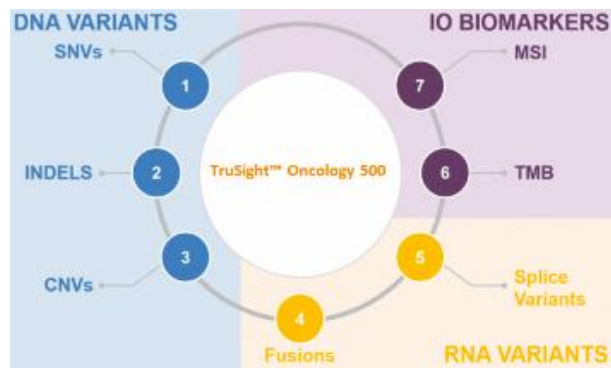 DNA VARIANTS
IO BIOMARKERS
SNVs
1
7
MSI
INDELS
2
TruSight™ Oncology 500
6
TMB
CNVs
3
5
Splice
Variants
4
Fusions
RNA VARIANTS